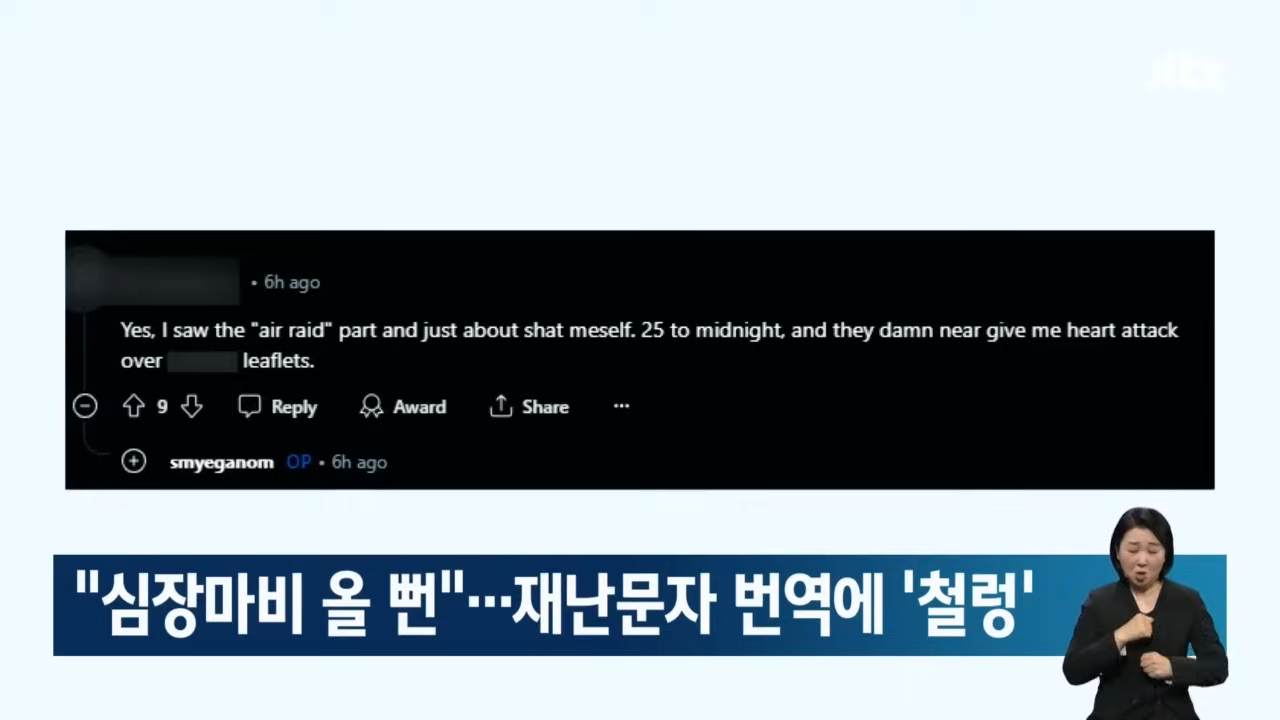 jtbc
• 6h ago
Yes, I saw the "air raid" part and just about shat meself. 25 to midnight, and they damn near give me heart attack
over leaflets.
9 Reply Award Share ...
smyeganom OP • 6h ago
"심장마비 올 뻔"…재난문자 번역에 '철렁'